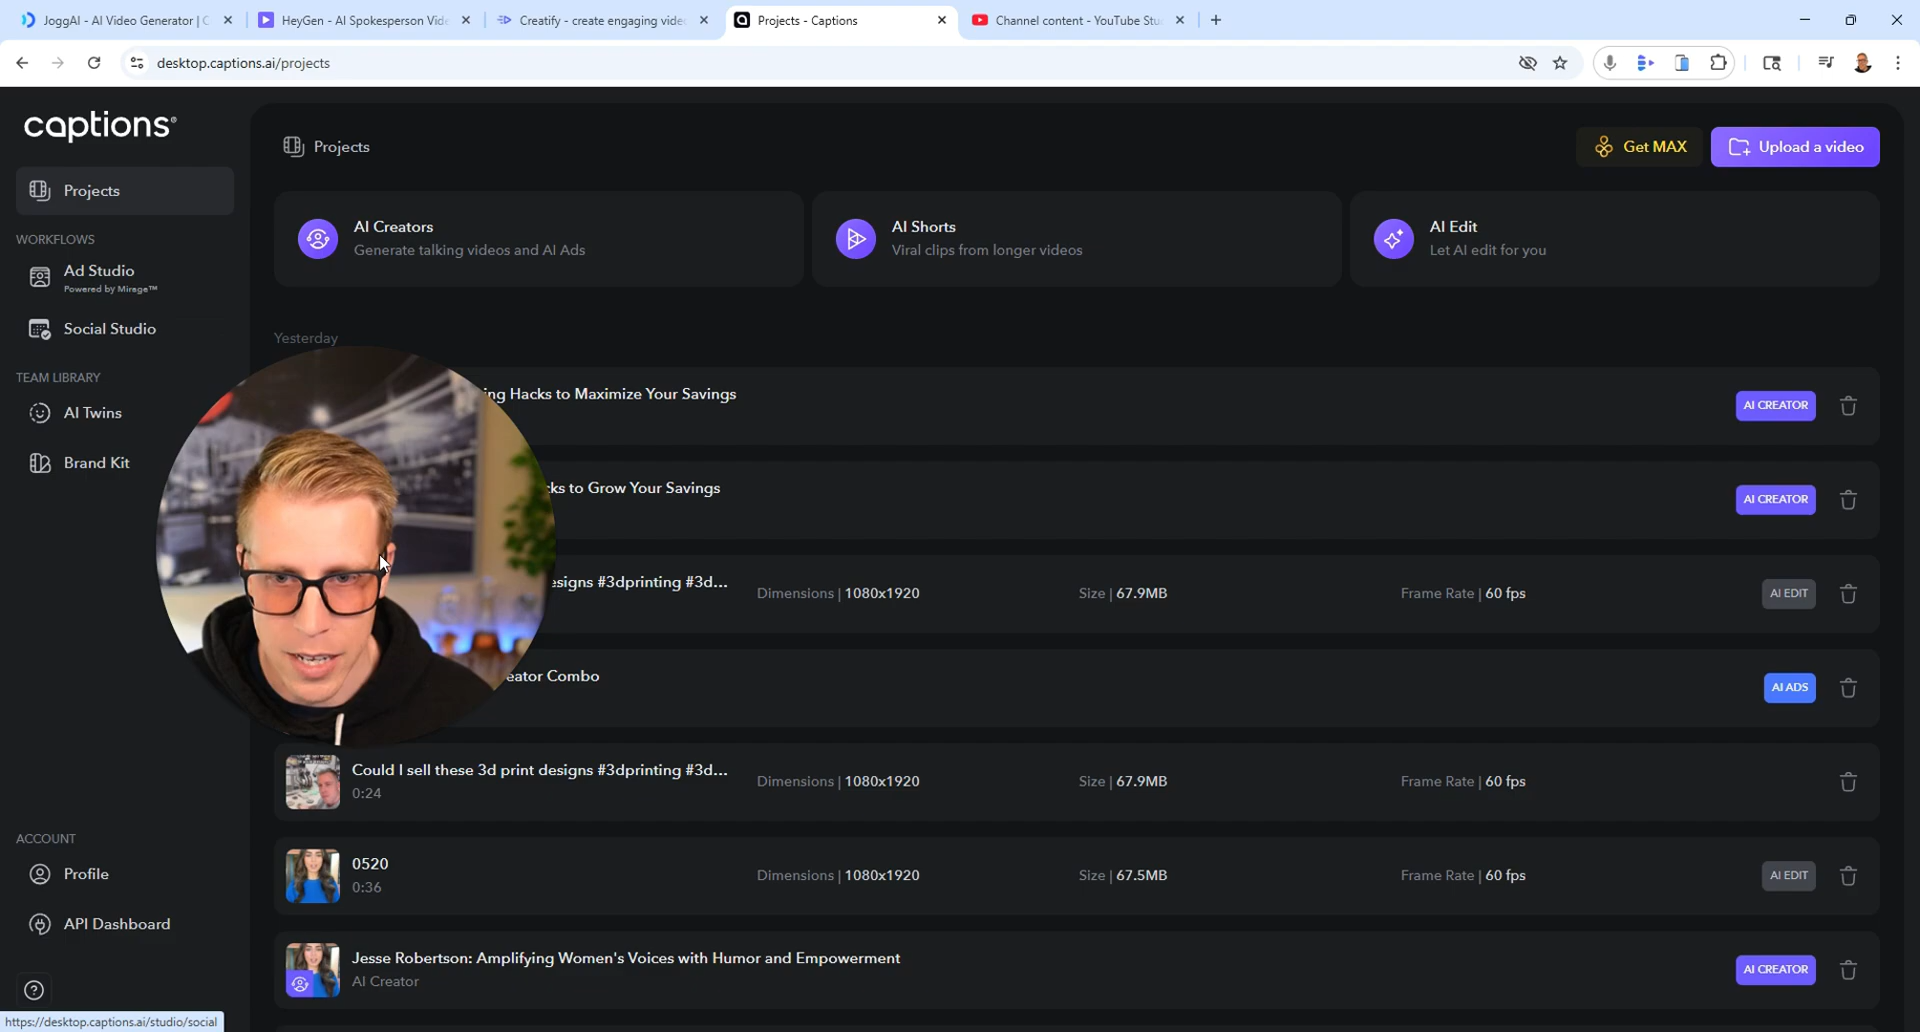 JoggAI - AI Video Generator | C
HeyGen - AI Spokesperson Vide
Creatify - create engaging vide
Projects - Captions
Channel content - YouTube Stu
desktop.captions.ai/projects
captions
Projects
Get MAX
Upload a video
Projects
WORKFLOWS
Ad Studio
Powered by Mirage™
Social Studio
TEAM LIBRARY
AI Twins
Brand Kit
AI Creators
Generate talking videos and AI Ads
AI Shorts
Viral clips from longer videos
AI Edit
Let AI edit for you
Yesterday
ing Hacks to Maximize Your Savings
AI CREATOR
cks to Grow Your Savings
AI CREATOR
esigns #3dprinting #3d...
Dimensions | 1080x1920
Size | 67.9MB
Frame Rate | 60 fps
AI EDIT
eator Combo
AI ADS
Could I sell these 3d print designs #3dprinting #3d...
0:24
Dimensions | 1080x1920
Size | 67.9MB
Frame Rate | 60 fps
0520
0:36
Dimensions | 1080x1920
Size | 67.5MB
Frame Rate | 60 fps
AI EDIT
Jesse Robertson: Amplifying Women's Voices with Humor and Empowerment
AI Creator
AI CREATOR
ACCOUNT
Profile
API Dashboard
https://desktop.captions.ai/studio/social